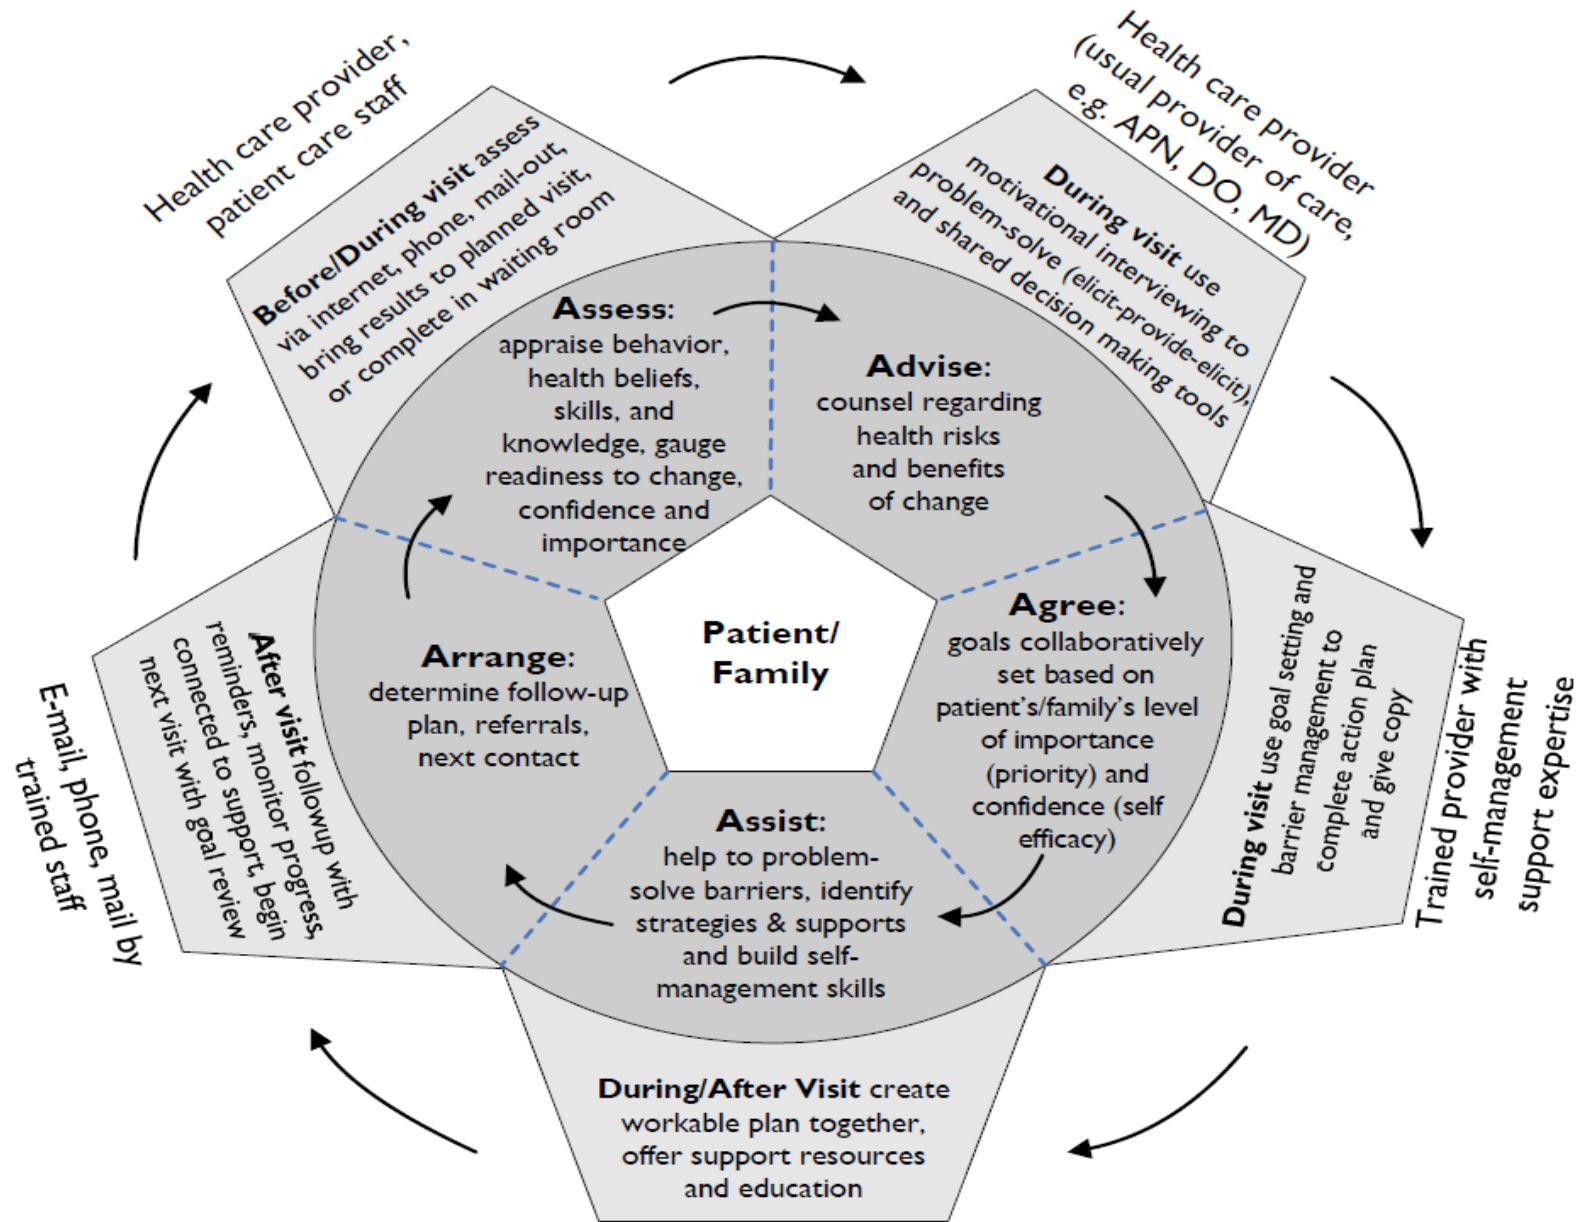 Health care provider,
patient care staff
Before/During visit assess
via internet, phone, mail-out,
bring results to planned visit,
or complete in waiting room
Health care provider
(usual provider of care,
e.g. APN, DO, MD)
During visit use
motivational interviewing to
problem-solve (elicit-provide-elicit),
and shared decision making tools
Assess:
appraise behavior,
health beliefs,
skills, and
knowledge, gauge
readiness to change,
confidence and
importance
Advise:
counsel regarding
health risks
and benefits
of change
Agree:
goals collaboratively
set based on
patient's/family's level
of importance
(priority) and
confidence (self
efficacy)
During visit use goal setting and
barrier management to
complete action plan
and give copy
Trained provider with
self-management
support expertise
Patient/
Family
Assist:
help to problem-
solve barriers, identify
strategies & supports
and build self-
management skills
During/After Visit create
workable plan together,
offer support resources
and education
Arrange:
determine follow-up
plan, referrals,
next contact
After visit followup with
reminders, monitor progress,
connected to support, begin
next visit with goal review
E-mail, phone, mail by
trained staff